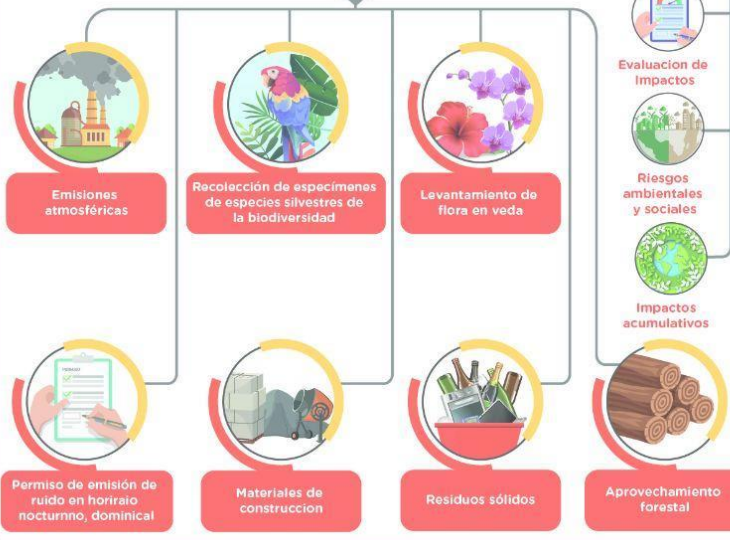 Evaluacion de
Impactos
Riesgos
ambientales
y sociales
Impactos
acumulativos
Emisiones
atmosféricas
Recolección de especímenes
de especies silvestres de
la biodiversidad
Levantamiento de
flora en veda
PERMISO
Permiso de emisión de
ruido en horiraio
nocturnno, dominical
Materiales de
construccion
Residuos sólidos
Aprovechamiento
forestal